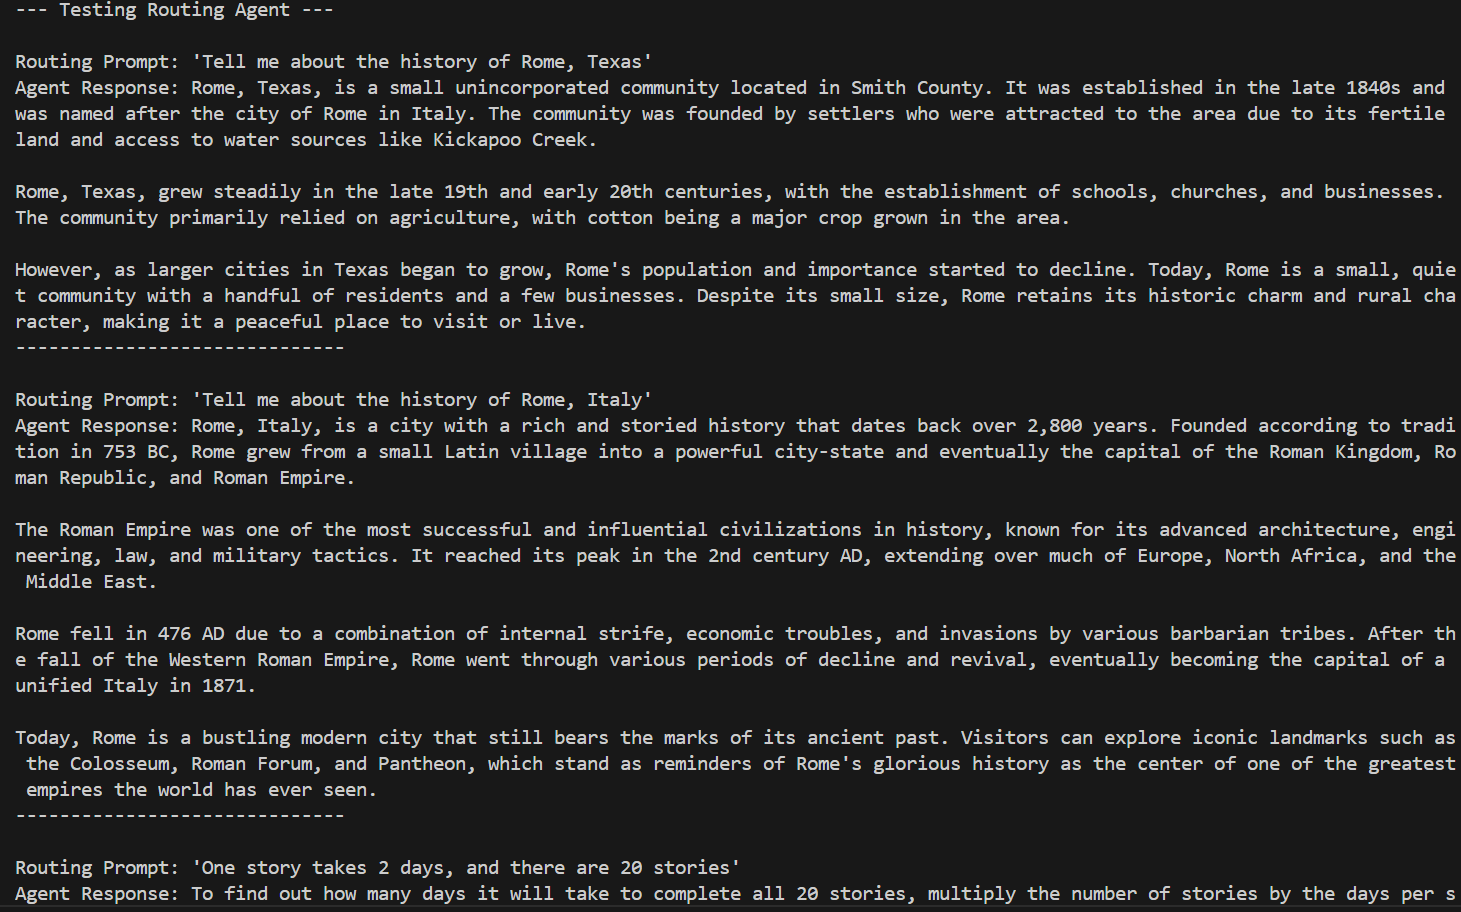 --- Testing Routing Agent ---
Routing Prompt: 'Tell me about the history of Rome, Texas'
Agent Response: Rome, Texas, is a small unincorporated community located in Smith County. It was established in the late 1840s and
was named after the city of Rome in Italy. The community was founded by settlers who were attracted to the area due to its fertile
land and access to water sources like Kickapoo Creek.
Rome, Texas, grew steadily in the late 19th and early 20th centuries, with the establishment of schools, churches, and businesses.
The community primarily relied on agriculture, with cotton being a major crop grown in the area.
However, as larger cities in Texas began to grow, Rome's population and importance started to decline. Today, Rome is a small, quie
t community with a handful of residents and a few businesses. Despite its small size, Rome retains its historic charm and rural cha
racter, making it a peaceful place to visit or live.
------------------------------
Routing Prompt: 'Tell me about the history of Rome, Italy'
Agent Response: Rome, Italy, is a city with a rich and storied history that dates back over 2,800 years. Founded according to tradi
tion in 753 BC, Rome grew from a small Latin village into a powerful city-state and eventually the capital of the Roman Kingdom, Ro
man Republic, and Roman Empire.
The Roman Empire was one of the most successful and influential civilizations in history, known for its advanced architecture, engi
neering, law, and military tactics. It reached its peak in the 2nd century AD, extending over much of Europe, North Africa, and the
 Middle East.
Rome fell in 476 AD due to a combination of internal strife, economic troubles, and invasions by various barbarian tribes. After th
e fall of the Western Roman Empire, Rome went through various periods of decline and revival, eventually becoming the capital of a
unified Italy in 1871.
Today, Rome is a bustling modern city that still bears the marks of its ancient past. Visitors can explore iconic landmarks such as
 the Colosseum, Roman Forum, and Pantheon, which stand as reminders of Rome's glorious history as the center of one of the greatest
 empires the world has ever seen.
------------------------------
Routing Prompt: 'One story takes 2 days, and there are 20 stories'
Agent Response: To find out how many days it will take to complete all 20 stories, multiply the number of stories by the days per s